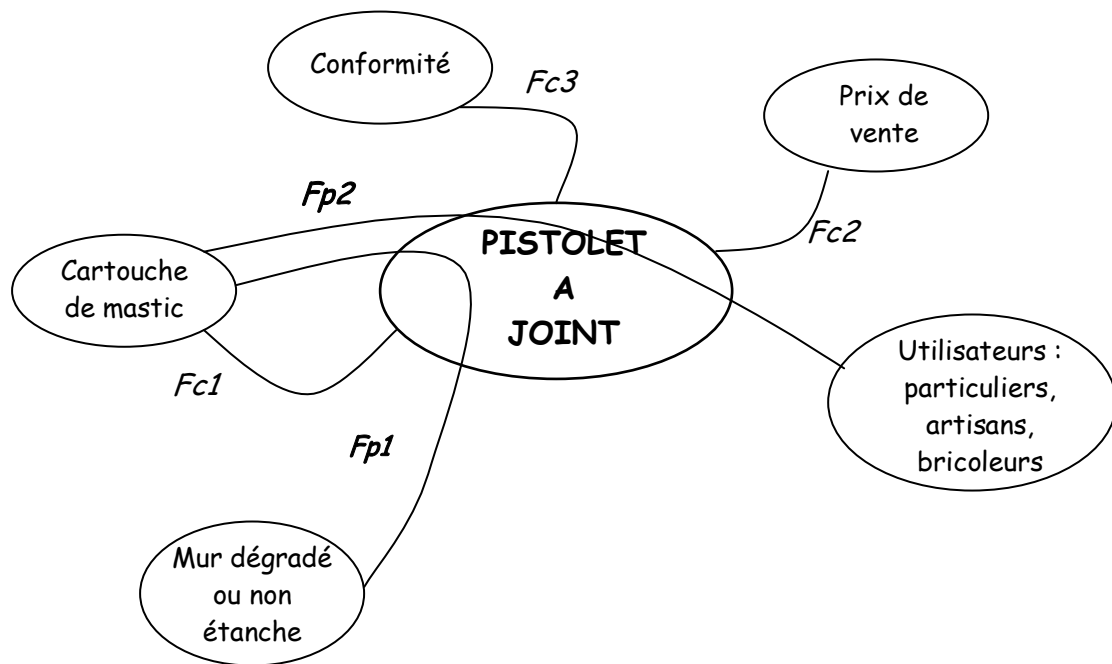 Conformité
Fc3
Prix de
vente
Fp2
Fc2
PISTOLET
A
JOINT
Cartouche
de mastic
Fc1
Utilisateurs :
particuliers,
artisans,
bricoleurs
Fp1
Mur dégradé
ou non
étanche